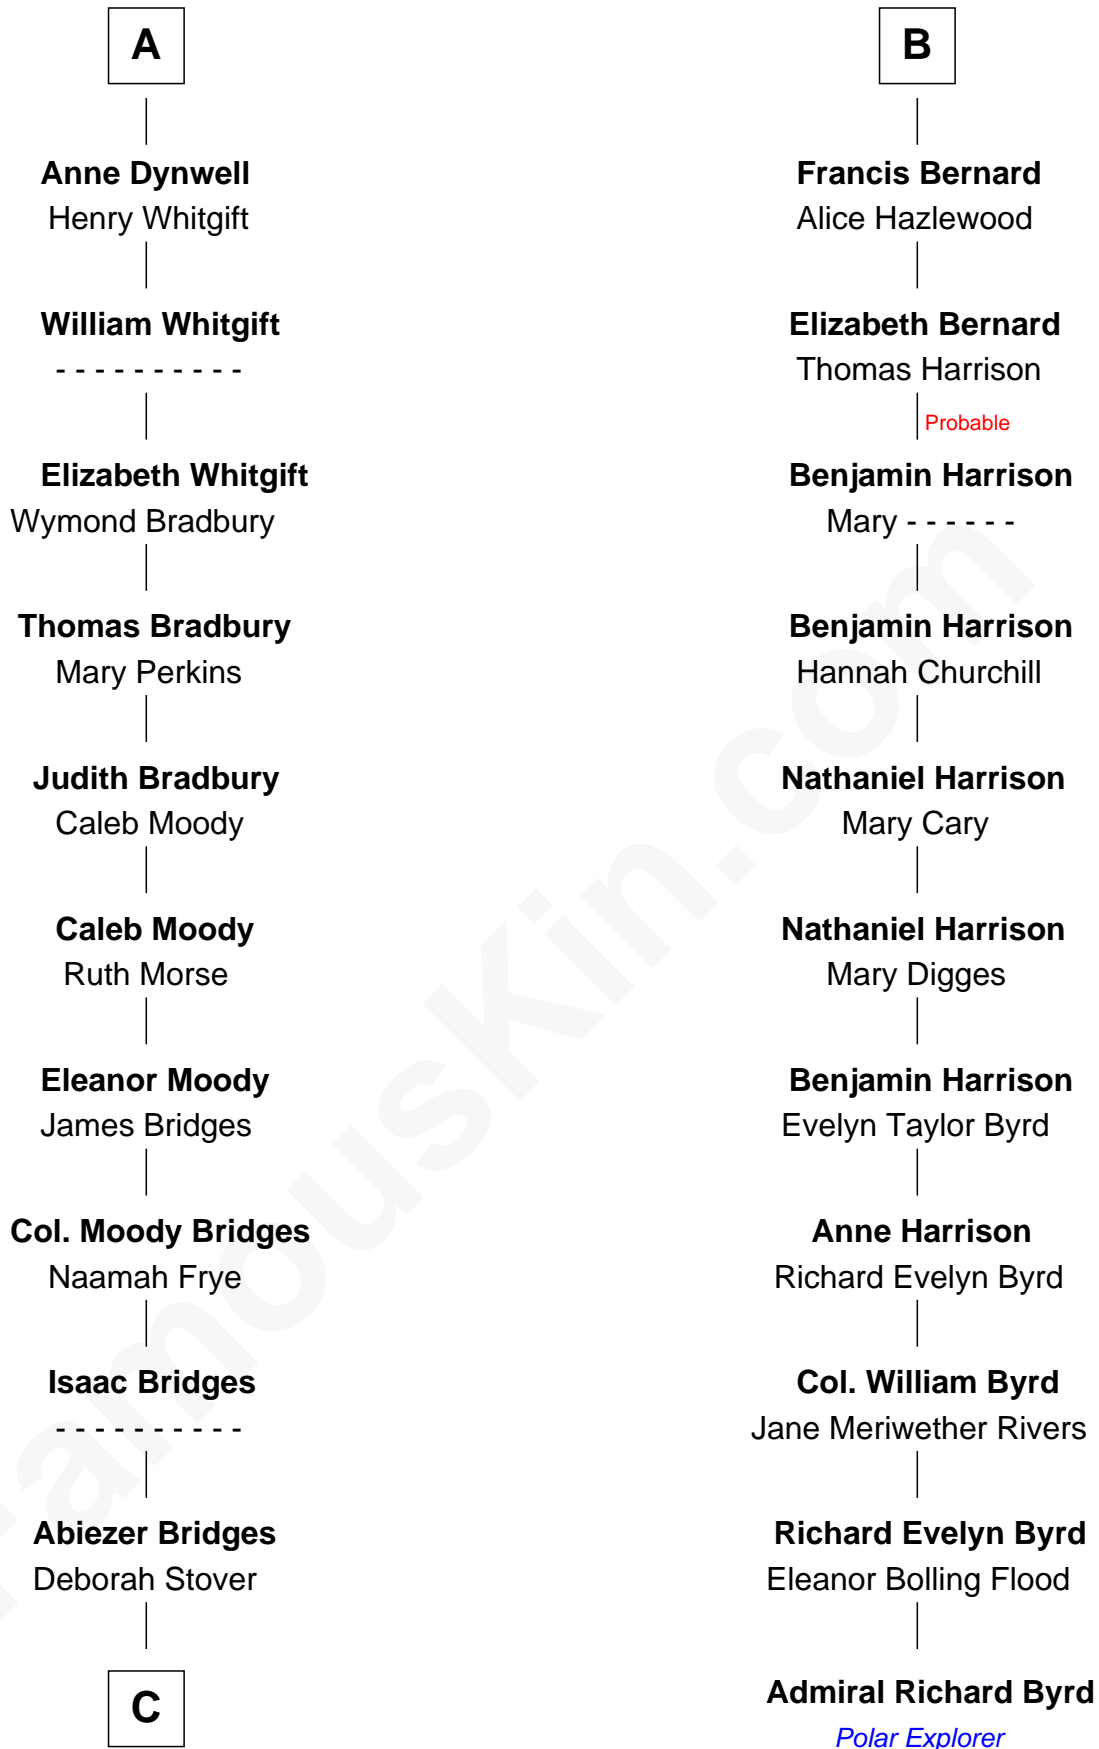 A
Anne Dynwell
Henry Whitgift
William Whitgift
- - - - - - - - - -
Elizabeth Whitgift
Wymond Bradbury
Thomas Bradbury
Mary Perkins
Judith Bradbury
Caleb Moody
Caleb Moody
Ruth Morse
Eleanor Moody
James Bridges
Col. Moody Bridges
Naamah Frye
Isaac Bridges
- - - - - - - - - -
Abiezer Bridges
Deborah Stover
C
B
Francis Bernard
Alice Hazlewood
Elizabeth Bernard
Thomas Harrison
Probable
Benjamin Harrison
Mary - - - - - -
Benjamin Harrison
Hannah Churchill
Nathaniel Harrison
Mary Cary
Nathaniel Harrison
Mary Digges
Benjamin Harrison
Evelyn Taylor Byrd
Anne Harrison
Richard Evelyn Byrd
Col. William Byrd
Jane Meriwether Rivers
Richard Evelyn Byrd
Eleanor Bolling Flood
Admiral Richard Byrd
Polar Explorer
FamousKin.com